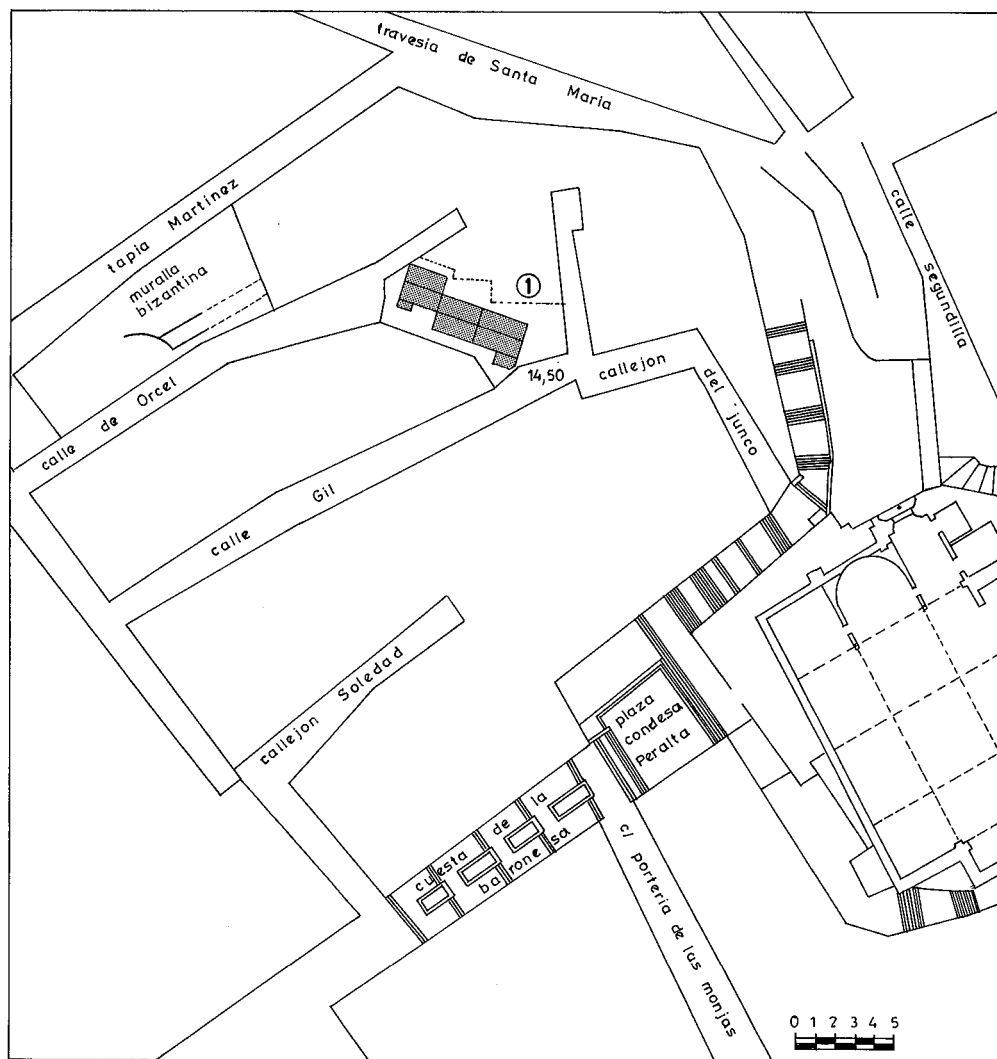 travesia de Santa Maria
tapia Martinez
calle segundilla
muralla
bizantina
1
14,50
callejon del junco
calle de Orcel
calle Gil
callejon Soledad
plaza
condesa
Peralta
cuesta de la
baronesa
c/ porteria de las monjas
0 1 2 3 4 5